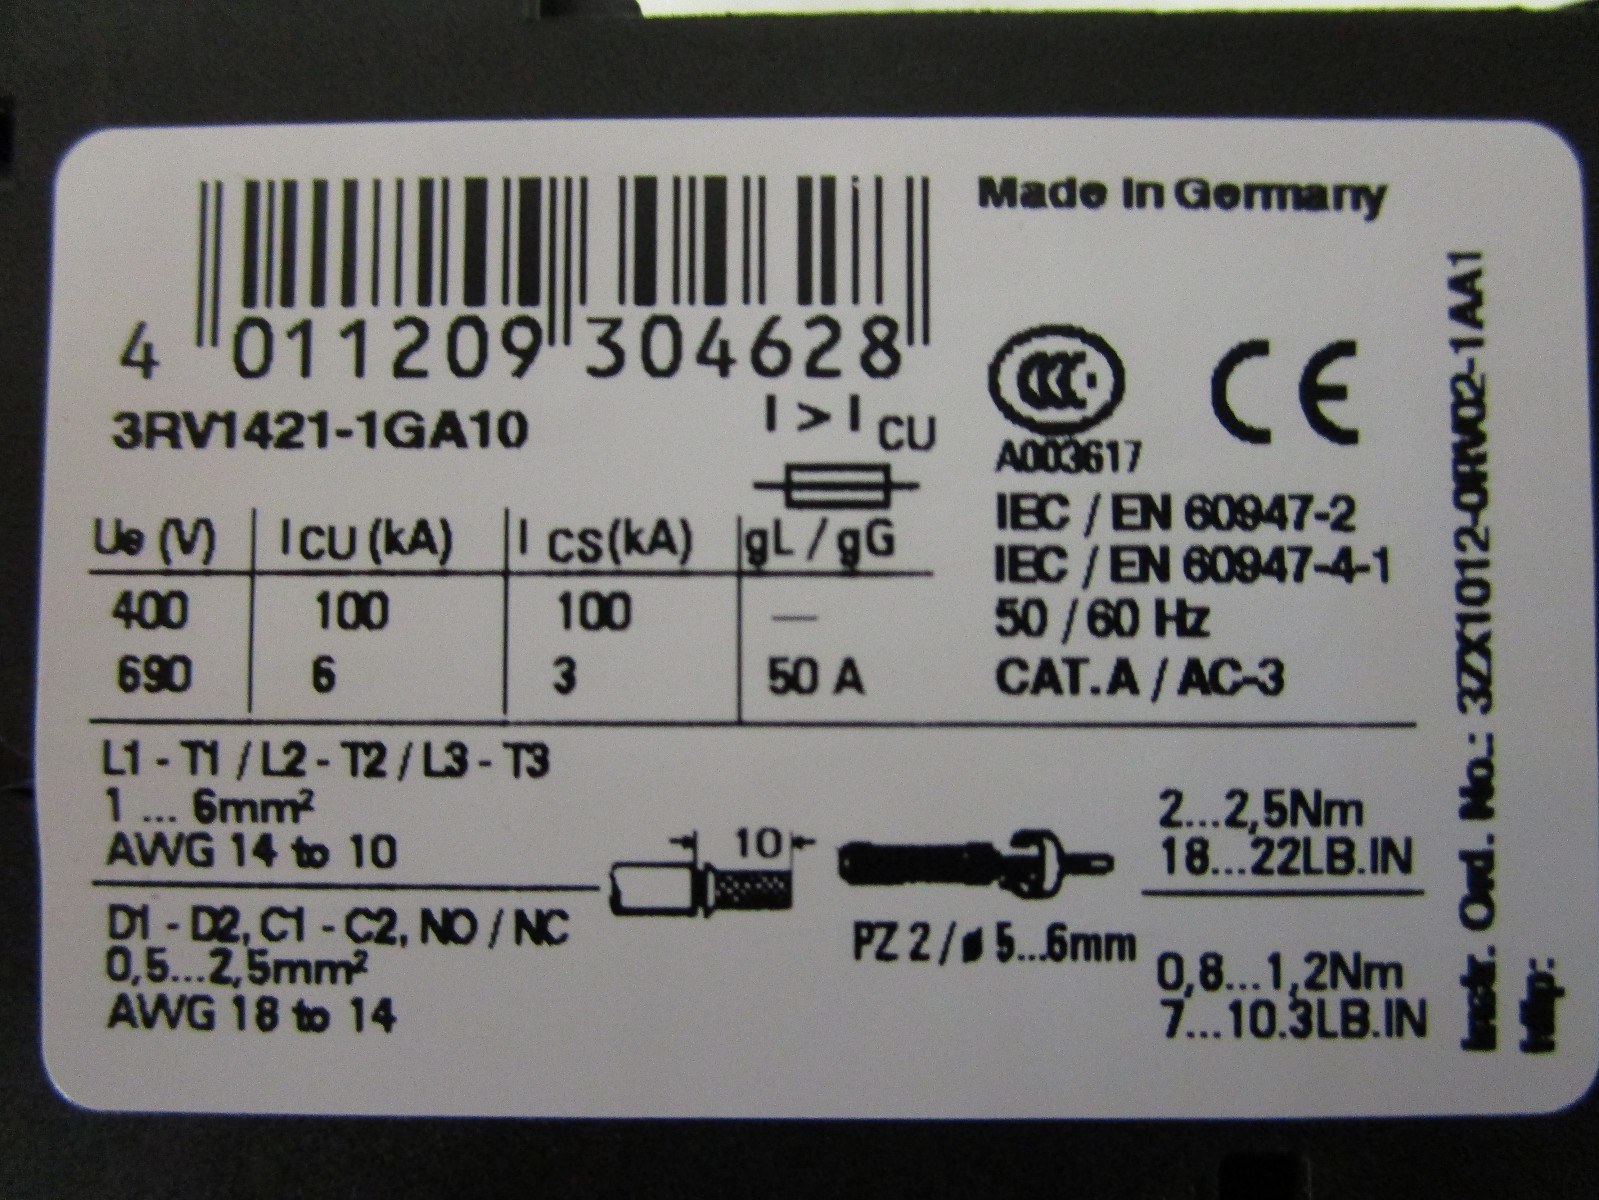 Made in Germany
4 011209 304628
3RV1421-1GA10
I > I CU
CCC
CE
A003617
IEC / EN 60947-2
IEC / EN 60947-4-1
50 / 60 Hz
CAT.A / AC-3
Ue (V) I CU (kA) I CS (kA) gL / gG
400 100 100 —
690 6 3 50 A
L1 - T1 / L2 - T2 / L3 - T3
1 ... 6mm²
AWG 14 to 10
10
2...2,5Nm
18...22LB.IN
D1 - D2, C1 - C2, NO / NC
0,5...2,5mm²
AWG 18 to 14
PZ 2 / ø 5...6mm
0,8...1,2Nm
7...10.3LB.IN
Instr. Ord. No.: 3ZX1012-0RV02-1AA1